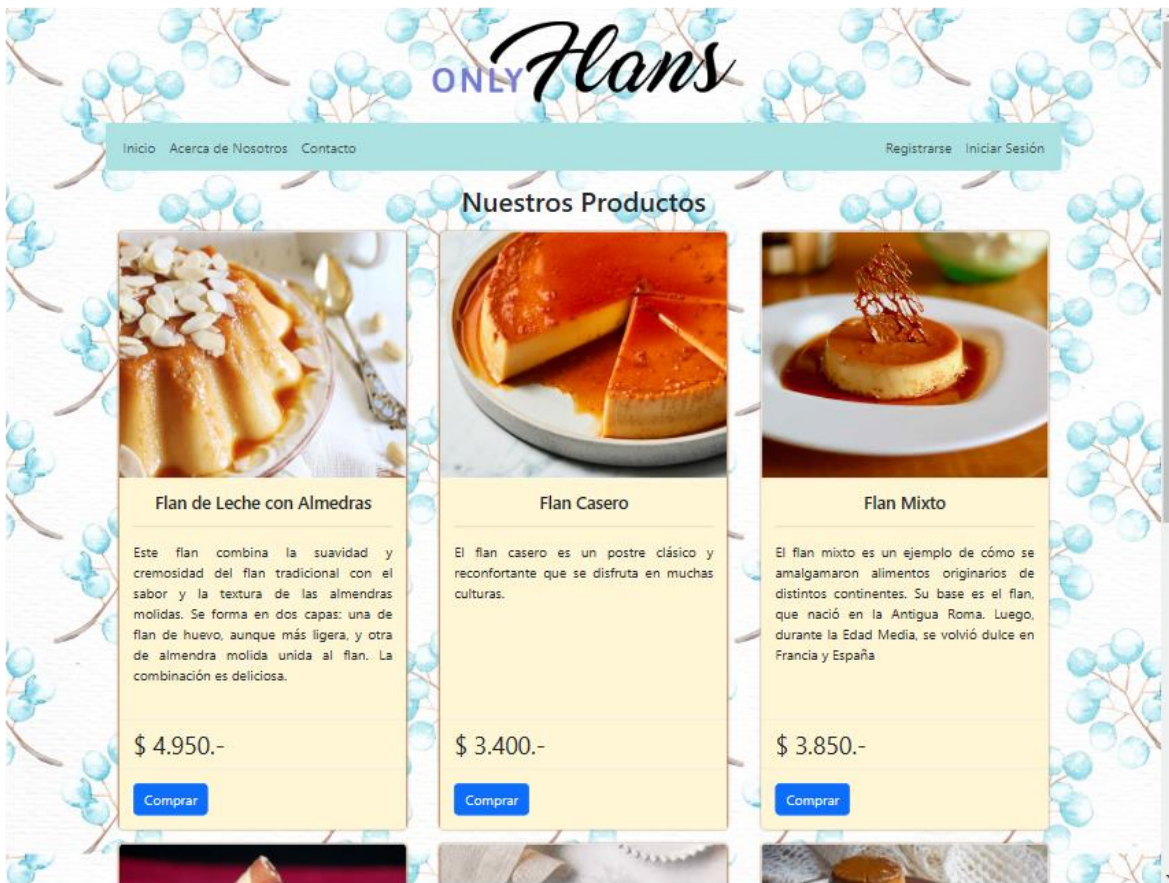 ONLY Flans
Inicio Acerca de Nosotros Contacto Registrarse Iniciar Sesión
Nuestros Productos
Flan de Leche con Almedras
Este flan combina la suavidad y
cremosidad del flan tradicional con el
sabor y la textura de las almendras
molidas. Se forma en dos capas: una de
flan de huevo, aunque más ligera, y otra
de almendra molida unida al flan. La
combinación es deliciosa.
$ 4.950.-
Comprar
Flan Casero
El flan casero es un postre clásico y
reconfortante que se disfruta en muchas
culturas.
$ 3.400.-
Comprar
Flan Mixto
El flan mixto es un ejemplo de cómo se
amalgamaron alimentos originarios de
distintos continentes. Su base es el flan,
que nació en la Antigua Roma. Luego,
durante la Edad Media, se volvió dulce en
Francia y España
$ 3.850.-
Comprar